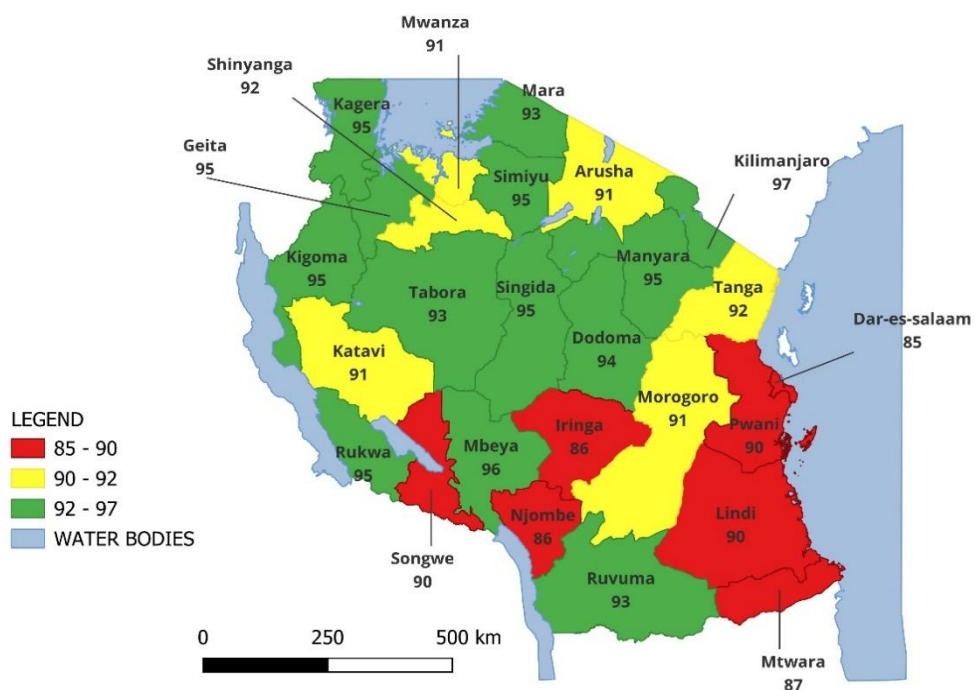 Mwanza
91
Shinyanga
92
Mara
93
Kagera
95
Geita
95
Simiyu
95
Arusha
91
Kilimanjaro
97
Kigoma
95
Tabora
93
Singida
95
Manyara
95
Tanga
92
Dar-es-salaam
85
Dodoma
94
Katavi
91
Morogoro
91
Pwani
90
Iringa
86
Rukwa
95
Mbeya
96
Njombe
86
Lindi
90
Songwe
90
Ruvuma
93
Mtwara
87
LEGEND
85 - 90
90 - 92
92 - 97
WATER BODIES
0 250 500 km